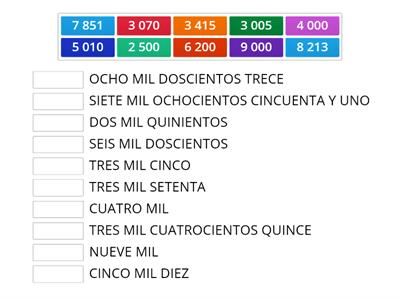 7 851 3 070 3 415 3 005 4 000
5 010 2 500 6 200 9 000 8 213
OCHO MIL DOSCIENTOS TRECE
SIETE MIL OCHOCIENTOS CINCUENTA Y UNO
DOS MIL QUINIENTOS
SEIS MIL DOSCIENTOS
TRES MIL CINCO
TRES MIL SETENTA
CUATRO MIL
TRES MIL CUATROCIENTOS QUINCE
NUEVE MIL
CINCO MIL DIEZ